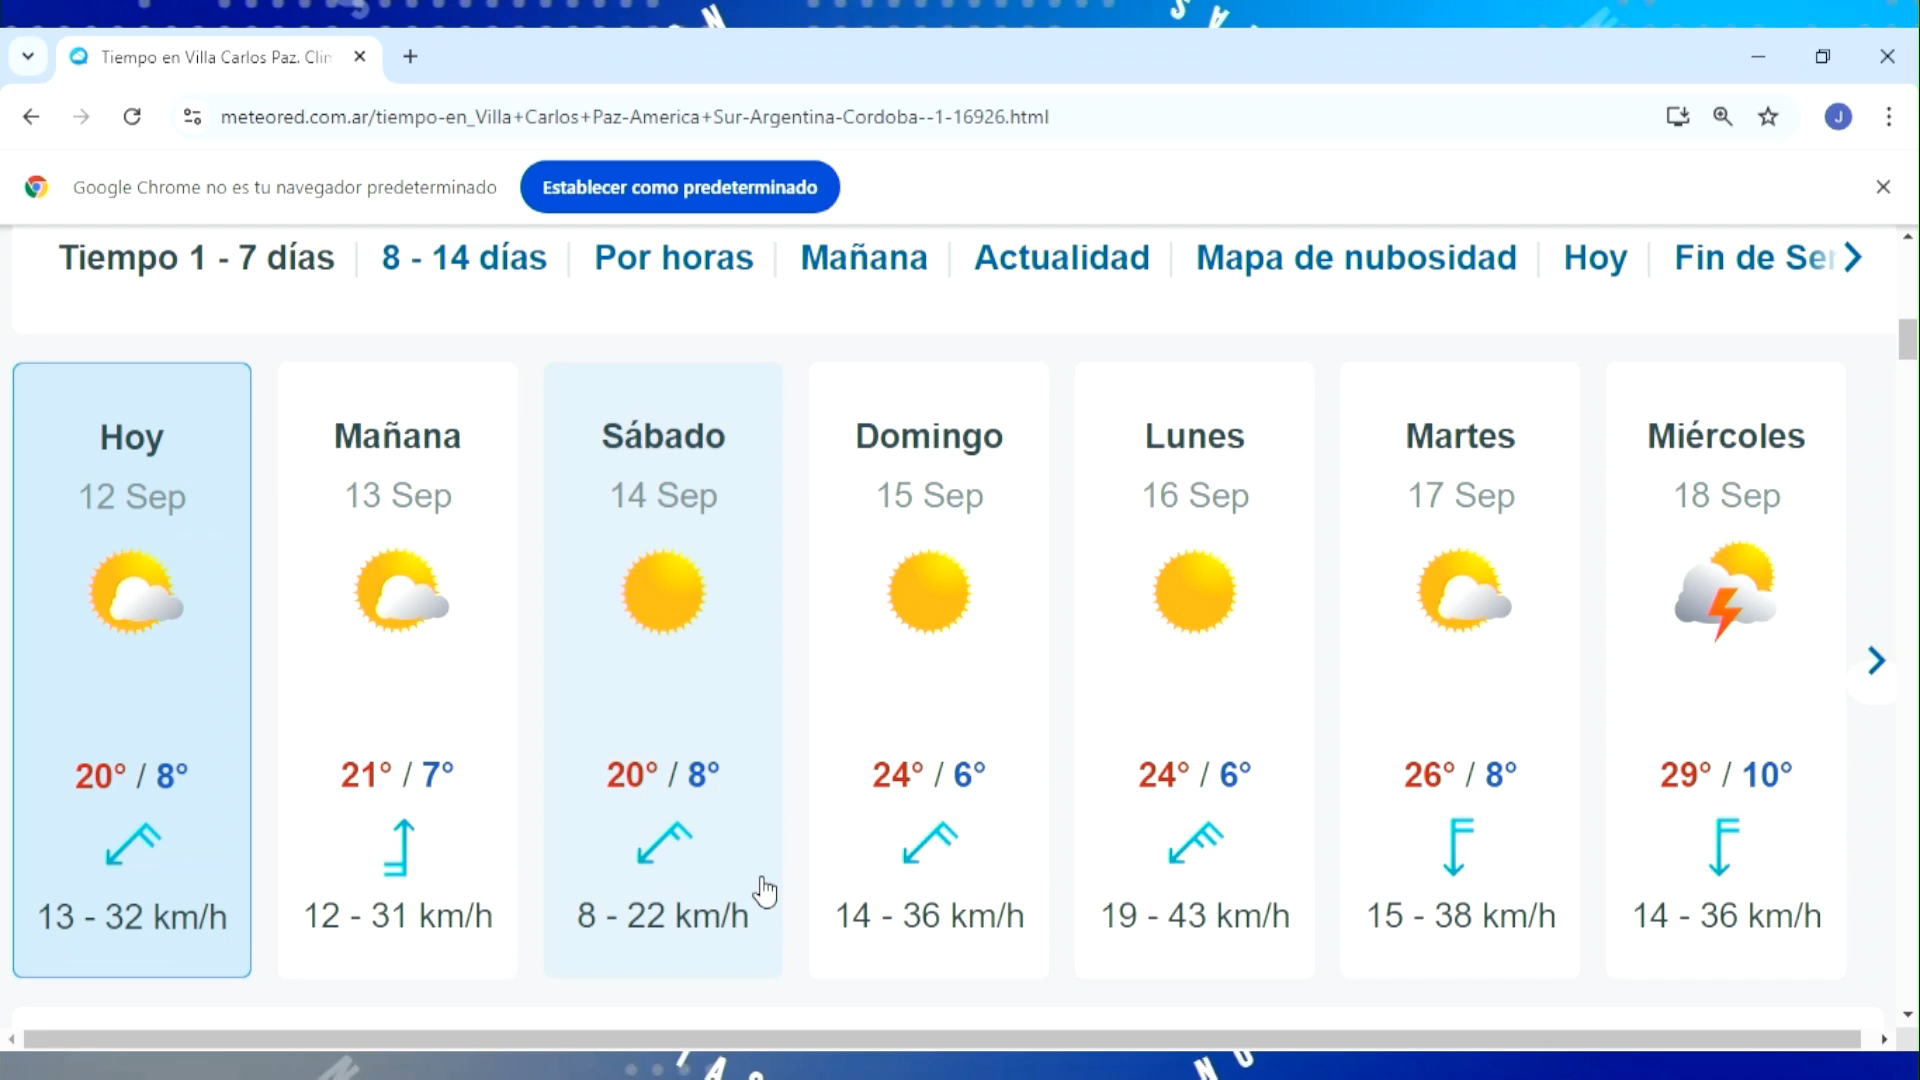 Tiempo en Villa Carlos Paz. Clim
meteored.com.ar/tiempo-en_Villa+Carlos+Paz-America+Sur-Argentina-Cordoba--1-16926.html
J
Google Chrome no es tu navegador predeterminado
Establecer como predeterminado
Tiempo 1 - 7 días
8 - 14 días
Por horas
Mañana
Actualidad
Mapa de nubosidad
Hoy
Fin de Se
Hoy
12 Sep
20° / 8°
13 - 32 km/h
Mañana
13 Sep
21° / 7°
12 - 31 km/h
Sábado
14 Sep
20° / 8°
8 - 22 km/h
Domingo
15 Sep
24° / 6°
14 - 36 km/h
Lunes
16 Sep
24° / 6°
19 - 43 km/h
Martes
17 Sep
26° / 8°
15 - 38 km/h
Miércoles
18 Sep
29° / 10°
14 - 36 km/h